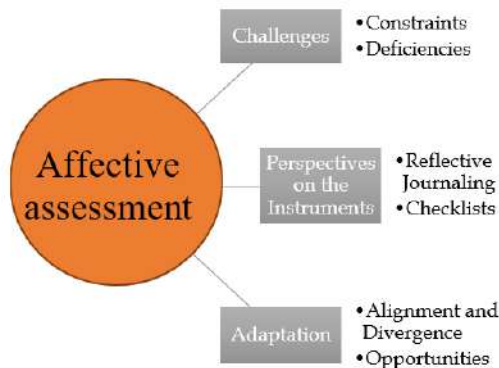 Affective
assessment
Challenges
•Constraints
•Deficiencies
Perspectives
on the
Instruments
•Reflective
Journaling
•Checklists
Adaptation
•Alignment and
Divergence
•Opportunities